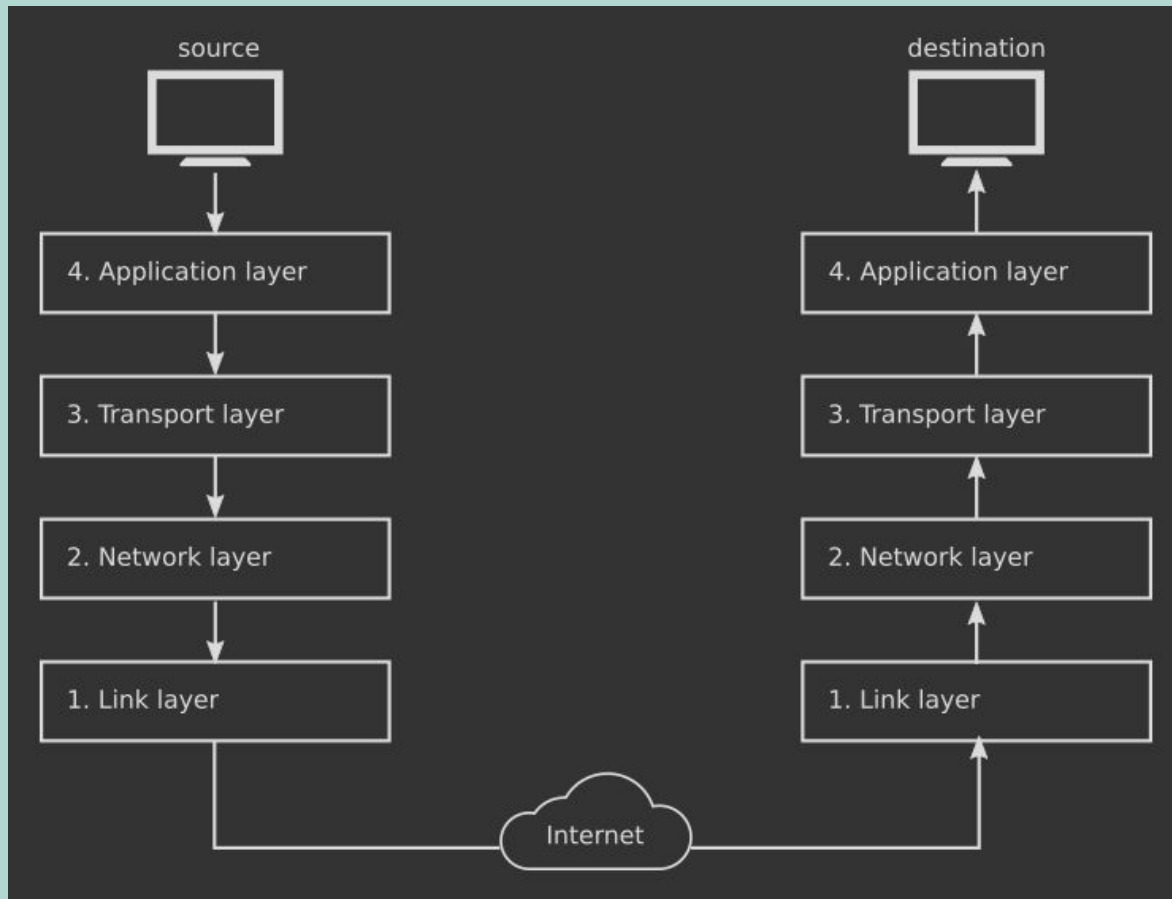 source
4. Application layer
3. Transport layer
2. Network layer
1. Link layer
Internet
destination
4. Application layer
3. Transport layer
2. Network layer
1. Link layer